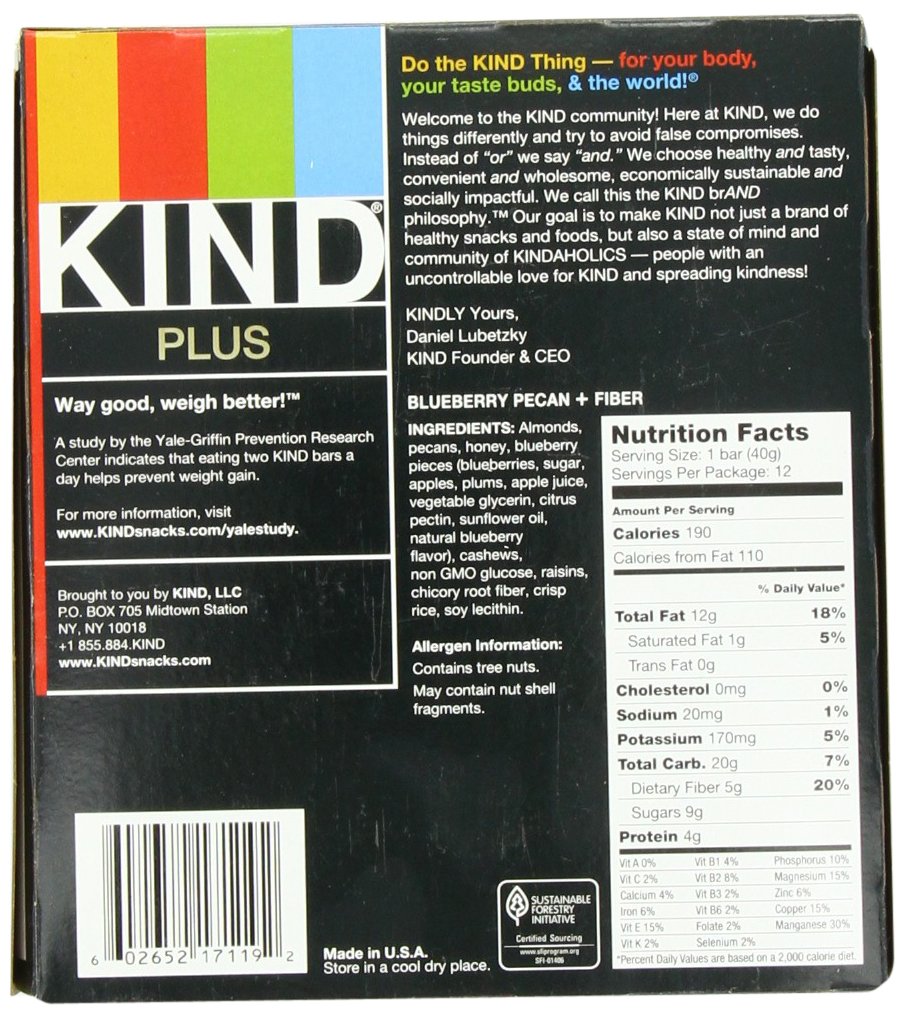 KIND®
PLUS
Way good, weigh better!™
A study by the Yale-Griffin Prevention Research
Center indicates that eating two KIND bars a
day helps prevent weight gain.
For more information, visit
www.KINDsnacks.com/yalestudy.
Brought to you by KIND, LLC
P.O. BOX 705 Midtown Station
NY, NY 10018
+1 855.884.KIND
www.KINDsnacks.com
Do the KIND Thing — for your body,
your taste buds, & the world!®
Welcome to the KIND community! Here at KIND, we do
things differently and try to avoid false compromises.
Instead of “or” we say “and.” We choose healthy and tasty,
convenient and wholesome, economically sustainable and
socially impactful. We call this the KIND brAND
philosophy.™ Our goal is to make KIND not just a brand of
healthy snacks and foods, but also a state of mind and
community of KINDAHOLICS — people with an
uncontrollable love for KIND and spreading kindness!
KINDLY Yours,
Daniel Lubetzky
KIND Founder & CEO
BLUEBERRY PECAN + FIBER
INGREDIENTS: Almonds,
pecans, honey, blueberry
pieces (blueberries, sugar,
apples, plums, apple juice,
vegetable glycerin, citrus
pectin, sunflower oil,
natural blueberry
flavor), cashews,
non GMO glucose, raisins,
chicory root fiber, crisp
rice, soy lecithin.
Allergen Information:
Contains tree nuts.
May contain nut shell
fragments.
Nutrition Facts
Serving Size: 1 bar (40g)
Servings Per Package: 12
Amount Per Serving
Calories 190
Calories from Fat 110
% Daily Value*
Total Fat 12g 18%
Saturated Fat 1g 5%
Trans Fat 0g
Cholesterol 0mg 0%
Sodium 20mg 1%
Potassium 170mg 5%
Total Carb. 20g 7%
Dietary Fiber 5g 20%
Sugars 9g
Protein 4g
Vit A 0% Vit B1 4% Phosphorus 10%
Vit C 2% Vit B2 8% Magnesium 15%
Calcium 4% Vit B3 2% Zinc 6%
Iron 6% Vit B6 2% Copper 15%
Vit E 15% Folate 2% Manganese 30%
Vit K 2% Selenium 2%
*Percent Daily Values are based on a 2,000 calorie diet.
6 02652 17119 2
Made in U.S.A.
Store in a cool dry place.
SUSTAINABLE
FORESTRY
INITIATIVE
Certified Sourcing
www.sfiprogram.org
SFI-01406